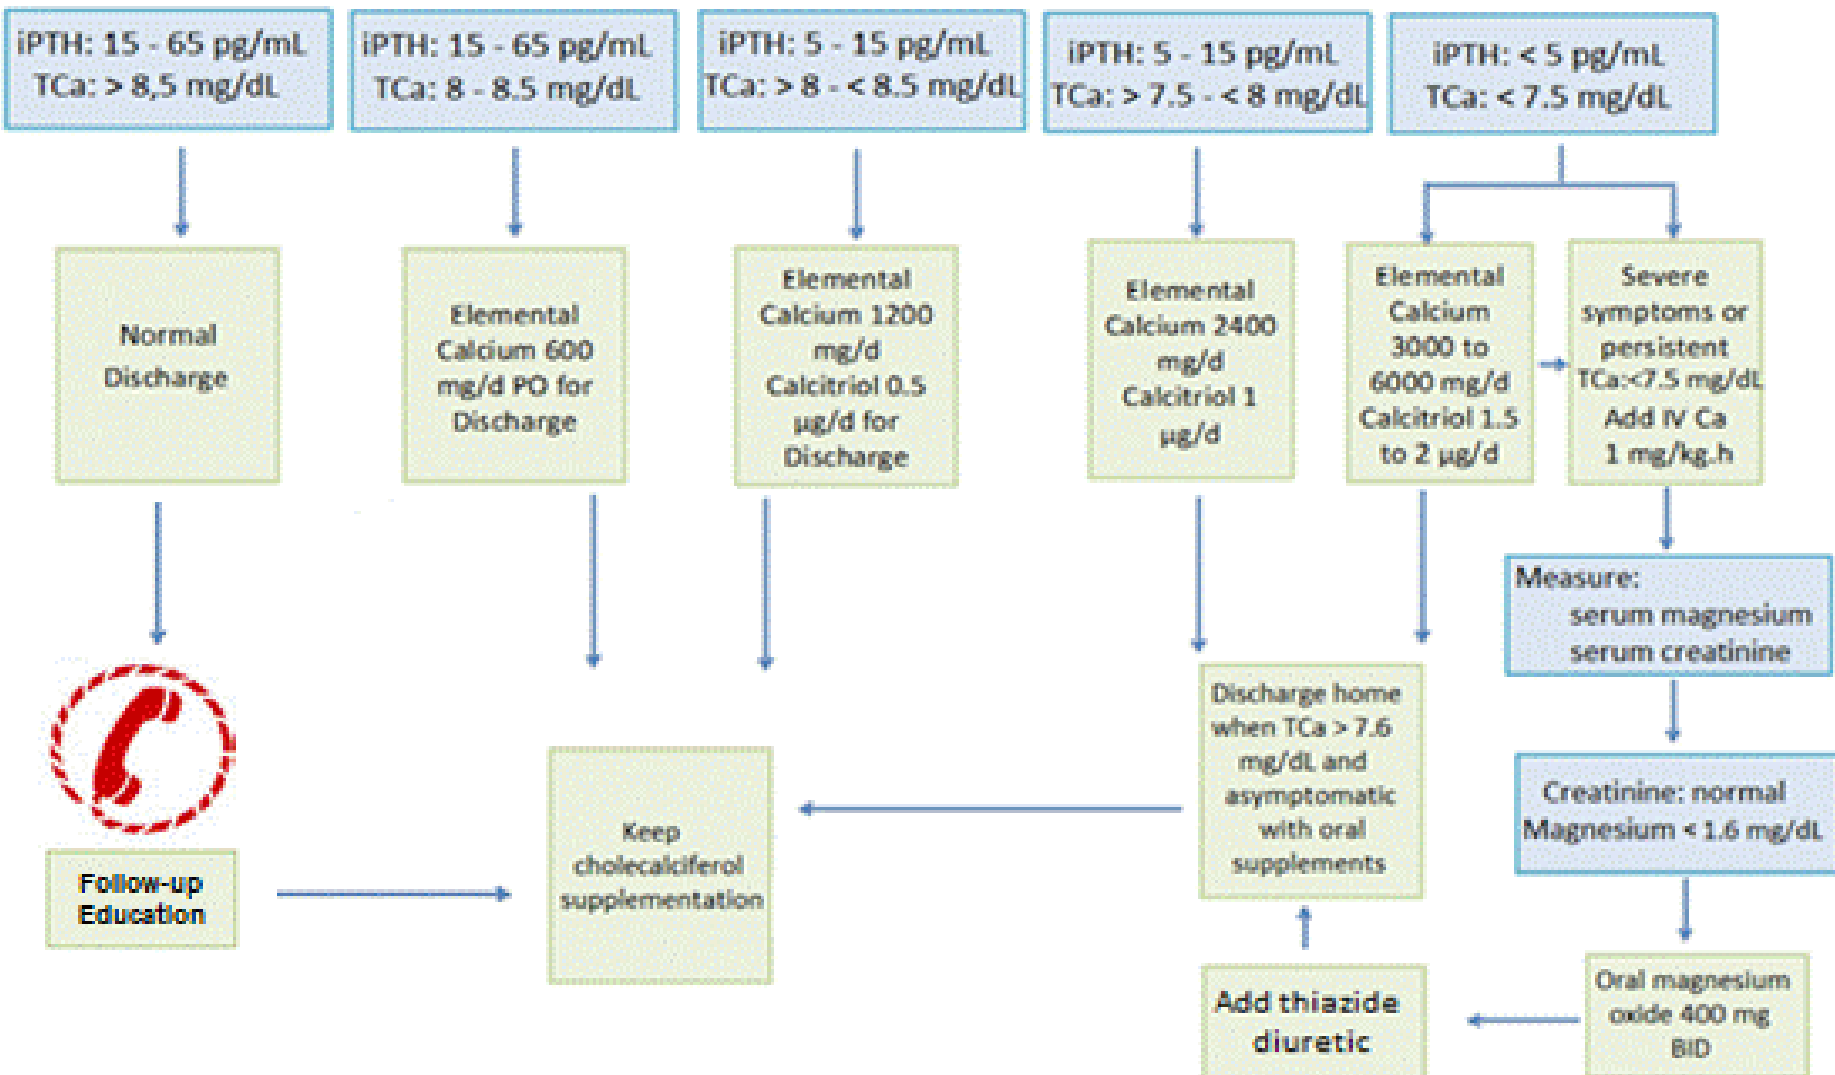 iPTH: 15 - 65 pg/mL
TCa: > 8,5 mg/dL
iPTH: 15 - 65 pg/mL
TCa: 8 - 8.5 mg/dL
iPTH: 5 - 15 pg/mL
TCa: > 8 - < 8.5 mg/dL
iPTH: 5 - 15 pg/mL
TCa: > 7.5 - < 8 mg/dL
iPTH: < 5 pg/mL
TCa: < 7.5 mg/dL
Normal
Discharge
Elemental
Calcium 600
mg/d PO for
Discharge
Elemental
Calcium 1200
mg/d
Calcitriol 0.5
µg/d for
Discharge
Elemental
Calcium 2400
mg/d
Calcitriol 1
µg/d
Elemental
Calcium
3000 to
6000 mg/d
Calcitriol 1.5
to 2 µg/d
Severe
symptoms or
persistent
TCa:<7.5 mg/dL
Add IV Ca
1 mg/kg.h
Measure:
serum magnesium
serum creatinine
Discharge home
when TCa > 7.6
mg/dL and
asymptomatic
with oral
supplements
Creatinine: normal
Magnesium < 1.6 mg/dL
Keep
cholecalciferol
supplementation
Follow-up
Education
Add thiazide
diuretic
Oral magnesium
oxide 400 mg
BID